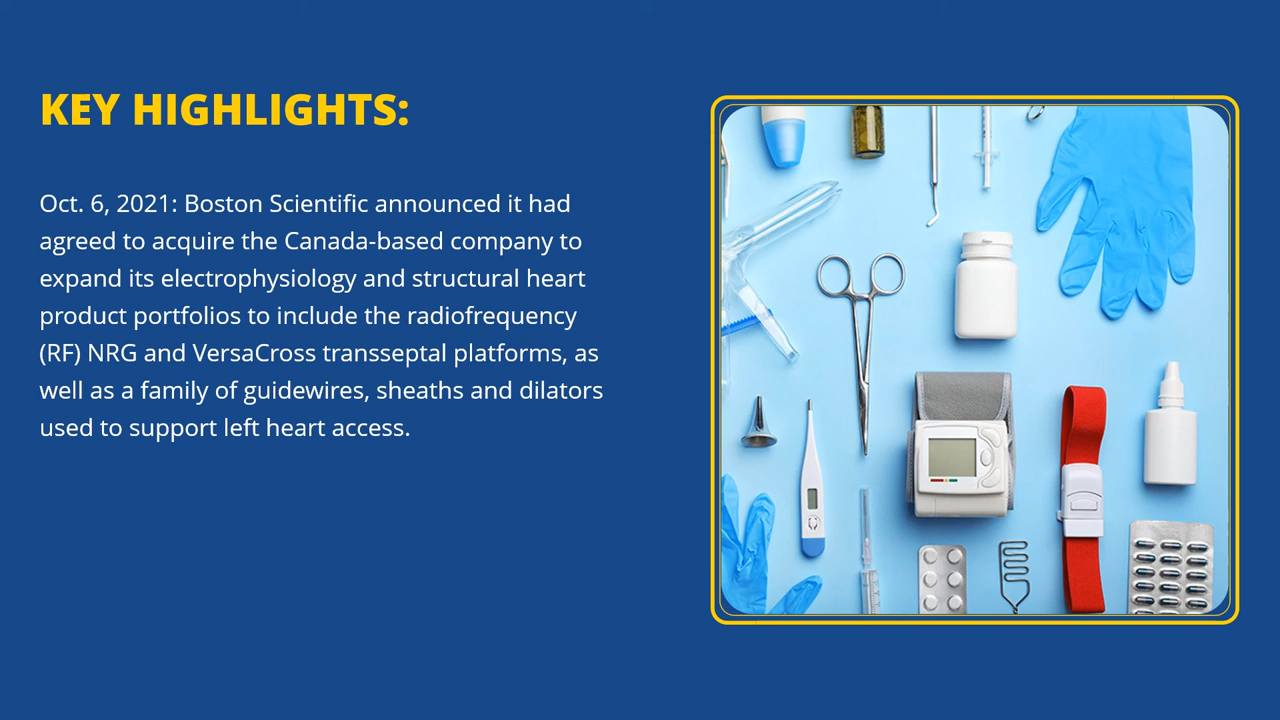 KEY HIGHLIGHTS:
Oct. 6, 2021: Boston Scientific announced it had
agreed to acquire the Canada-based company to
expand its electrophysiology and structural heart
product portfolios to include the radiofrequency
(RF) NRG and VersaCross transseptal platforms, as
well as a family of guidewires, sheaths and dilators
used to support left heart access.